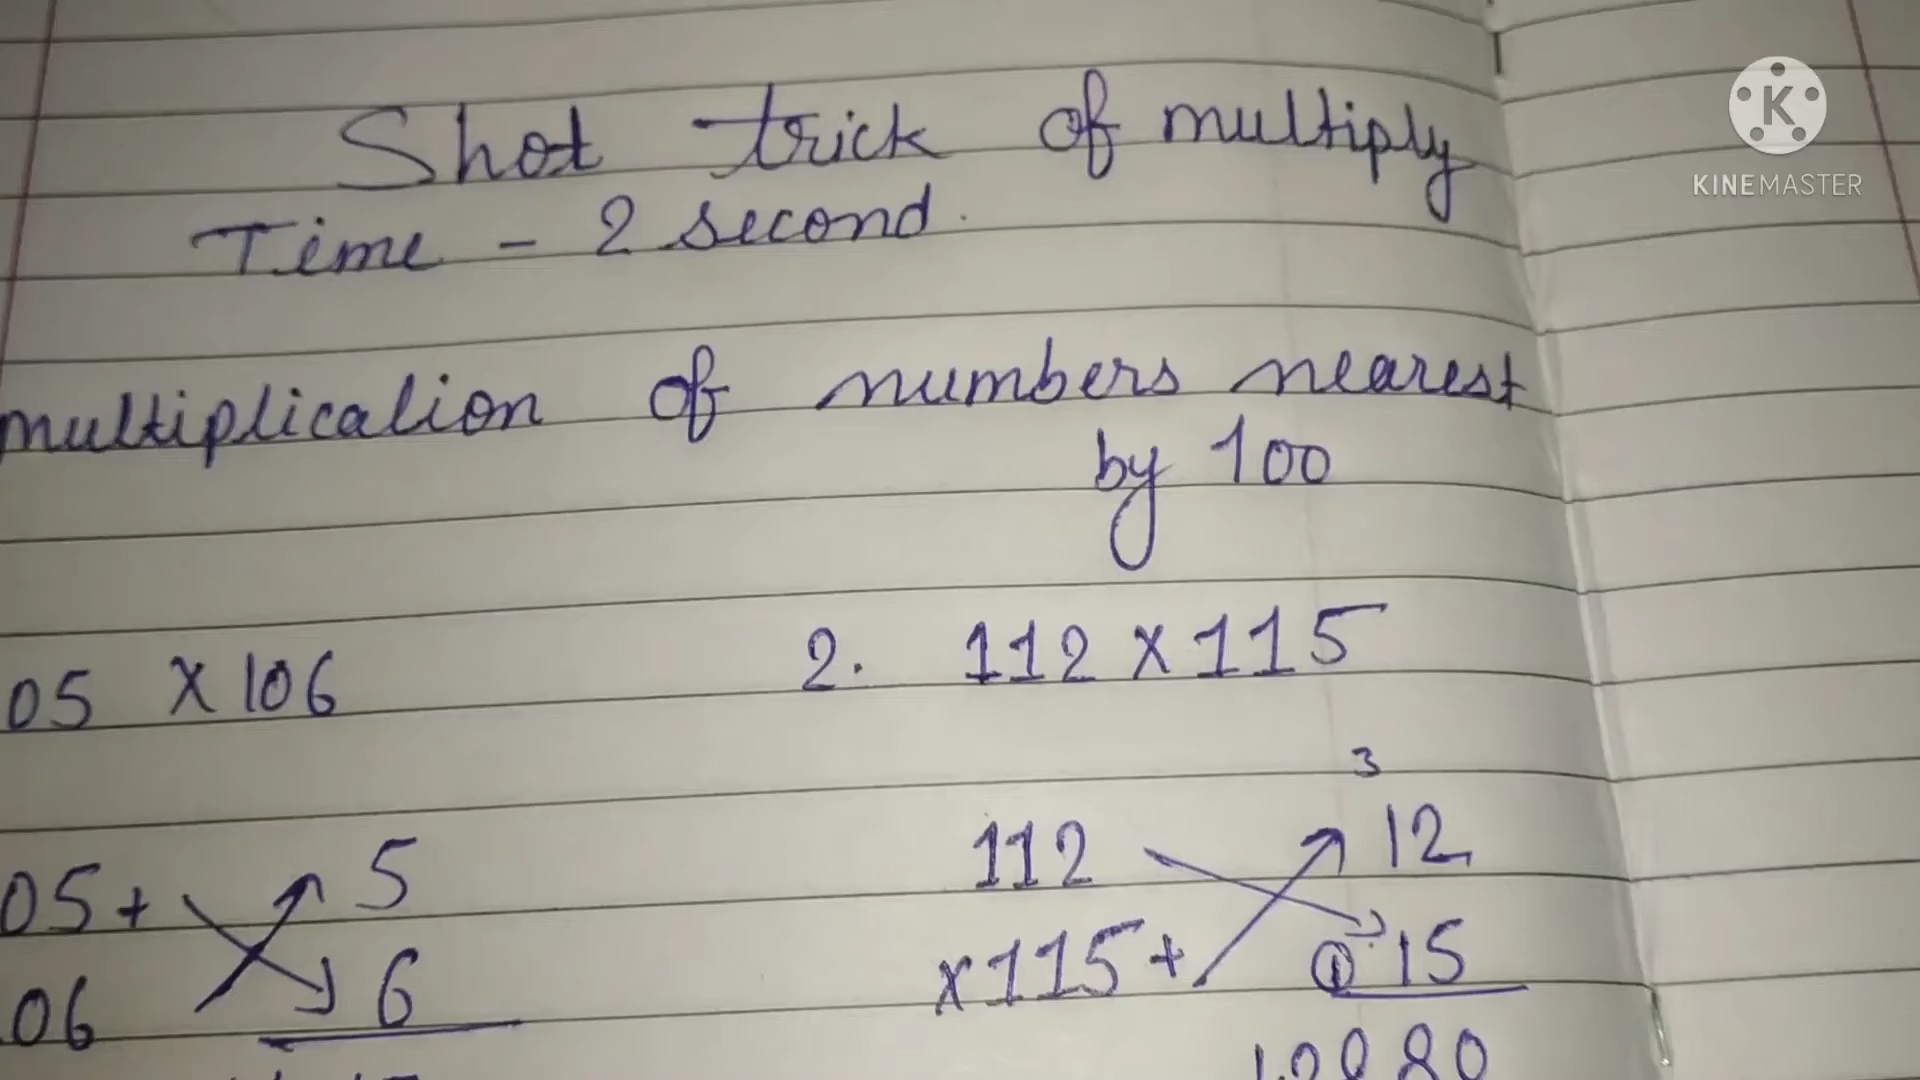 Shot trick of multiply
Time - 2 second.
KINEMASTER
multiplication of numbers nearest
by 100
05 × 106
2. 112 × 115
3
05 + 5
112 12
06 6
×115 + 1 15